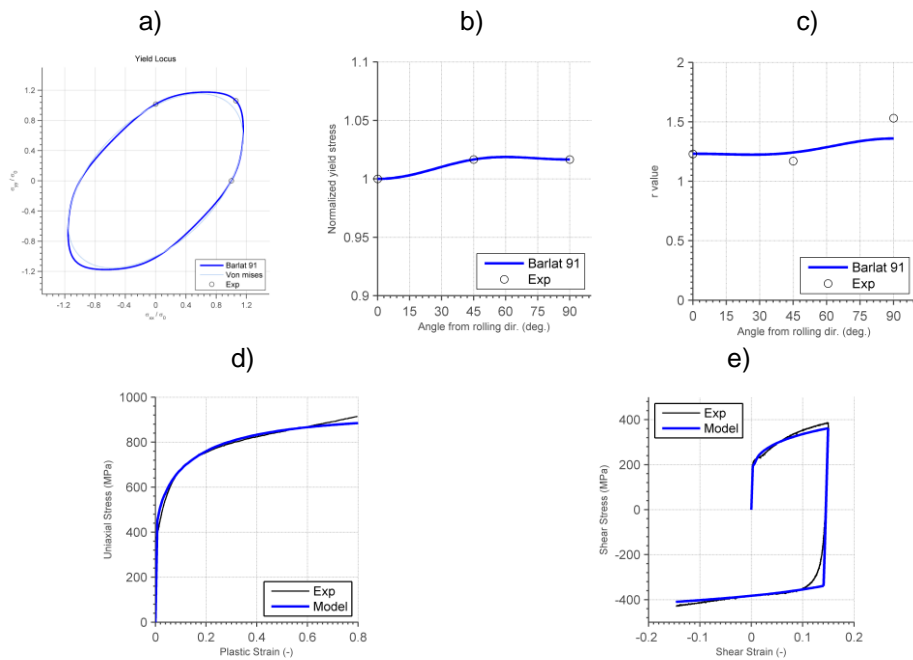 a)
b)
c)
Yield Locus
1.2
0.8
0.4
0
-0.4
-0.8
-1.2
-1.2 -0.8 -0.4 0 0.4 0.8 1.2
Barlat 91
Von mises
Exp
Normalized yield stress
1.1
1.05
1
0.95
0.9
0 15 30 45 60 75 90
Angle from rolling dir. (deg.)
Barlat 91
Exp
r value
2
1.5
1
0.5
0
0 15 30 45 60 75 90
Angle from rolling dir. (deg.)
Barlat 91
Exp
d)
e)
Uniaxial Stress (MPa)
1000
800
600
400
200
0
0 0.2 0.4 0.6 0.8
Plastic Strain (-)
Exp
Model
Shear Stress (MPa)
400
200
0
-200
-400
-0.2 -0.1 0 0.1 0.2
Shear Strain (-)
Exp
Model